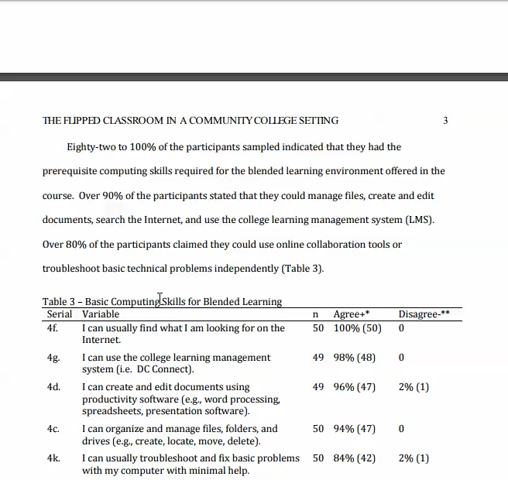 THE FLIPPED CLASSROOM IN A COMMUNITY COLLEGE SETTING 3
Eighty-two to 100% of the participants sampled indicated that they had the
prerequisite computing skills required for the blended learning environment offered in the
course. Over 90% of the participants stated that they could manage files, create and edit
documents, search the Internet, and use the college learning management system (LMS).
Over 80% of the participants claimed they could use online collaboration tools or
troubleshoot basic technical problems independently (Table 3).
Table 3 – Basic Computing Skills for Blended Learning
Serial Variable n Agree+* Disagree-**
4f. I can usually find what I am looking for on the 50 100% (50) 0
Internet.
4g. I can use the college learning management 49 98% (48) 0
system (i.e. DC Connect).
4d. I can create and edit documents using 49 96% (47) 2% (1)
productivity software (e.g., word processing,
spreadsheets, presentation software).
4c. I can organize and manage files, folders, and 50 94% (47) 0
drives (e.g., create, locate, move, delete).
4k. I can usually troubleshoot and fix basic problems 50 84% (42) 2% (1)
with my computer with minimal help.